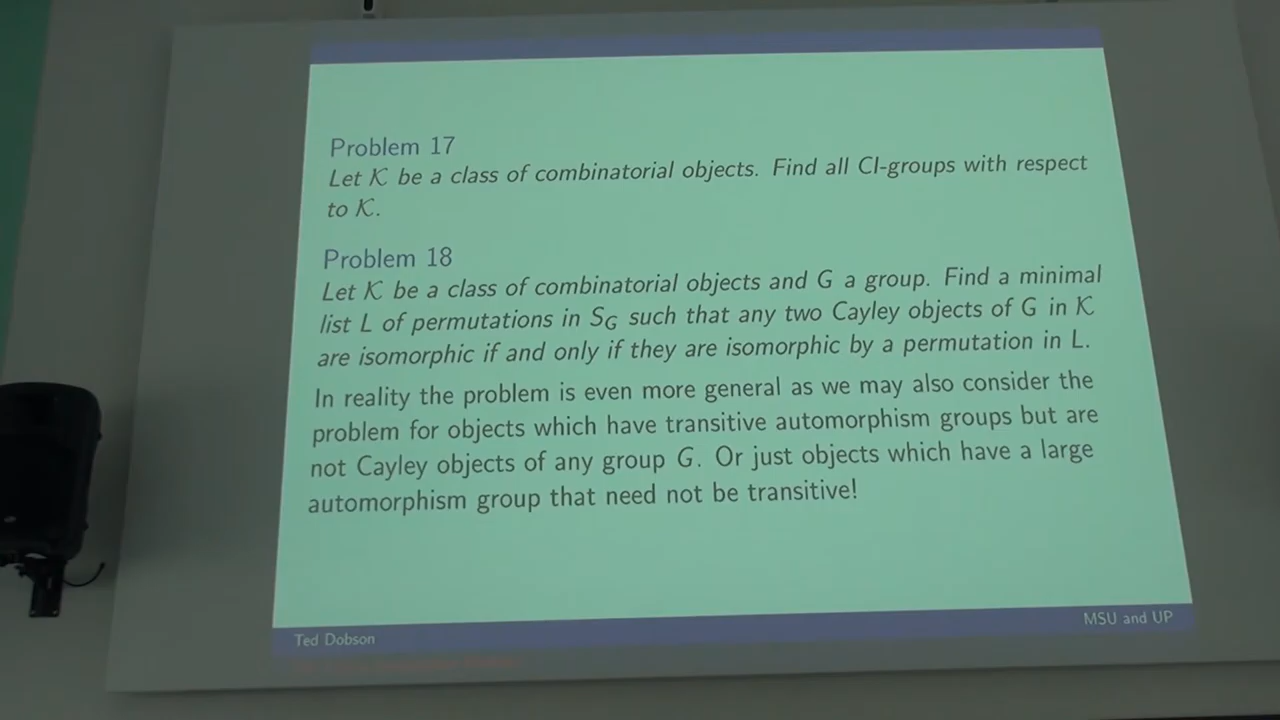 Problem 17
Let K be a class of combinatorial objects. Find all CI-groups with respect
to K.
Problem 18
Let K be a class of combinatorial objects and G a group. Find a minimal
list L of permutations in S_G such that any two Cayley objects of G in K
are isomorphic if and only if they are isomorphic by a permutation in L.
In reality the problem is even more general as we may also consider the
problem for objects which have transitive automorphism groups but are
not Cayley objects of any group G. Or just objects which have a large
automorphism group that need not be transitive!
Ted Dobson
MSU and UP